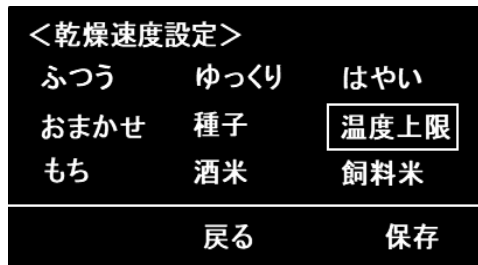 ＜乾燥速度設定＞
ふつう ゆっくり はやい
おまかせ 種子 温度上限
もち 酒米 飼料米
戻る 保存